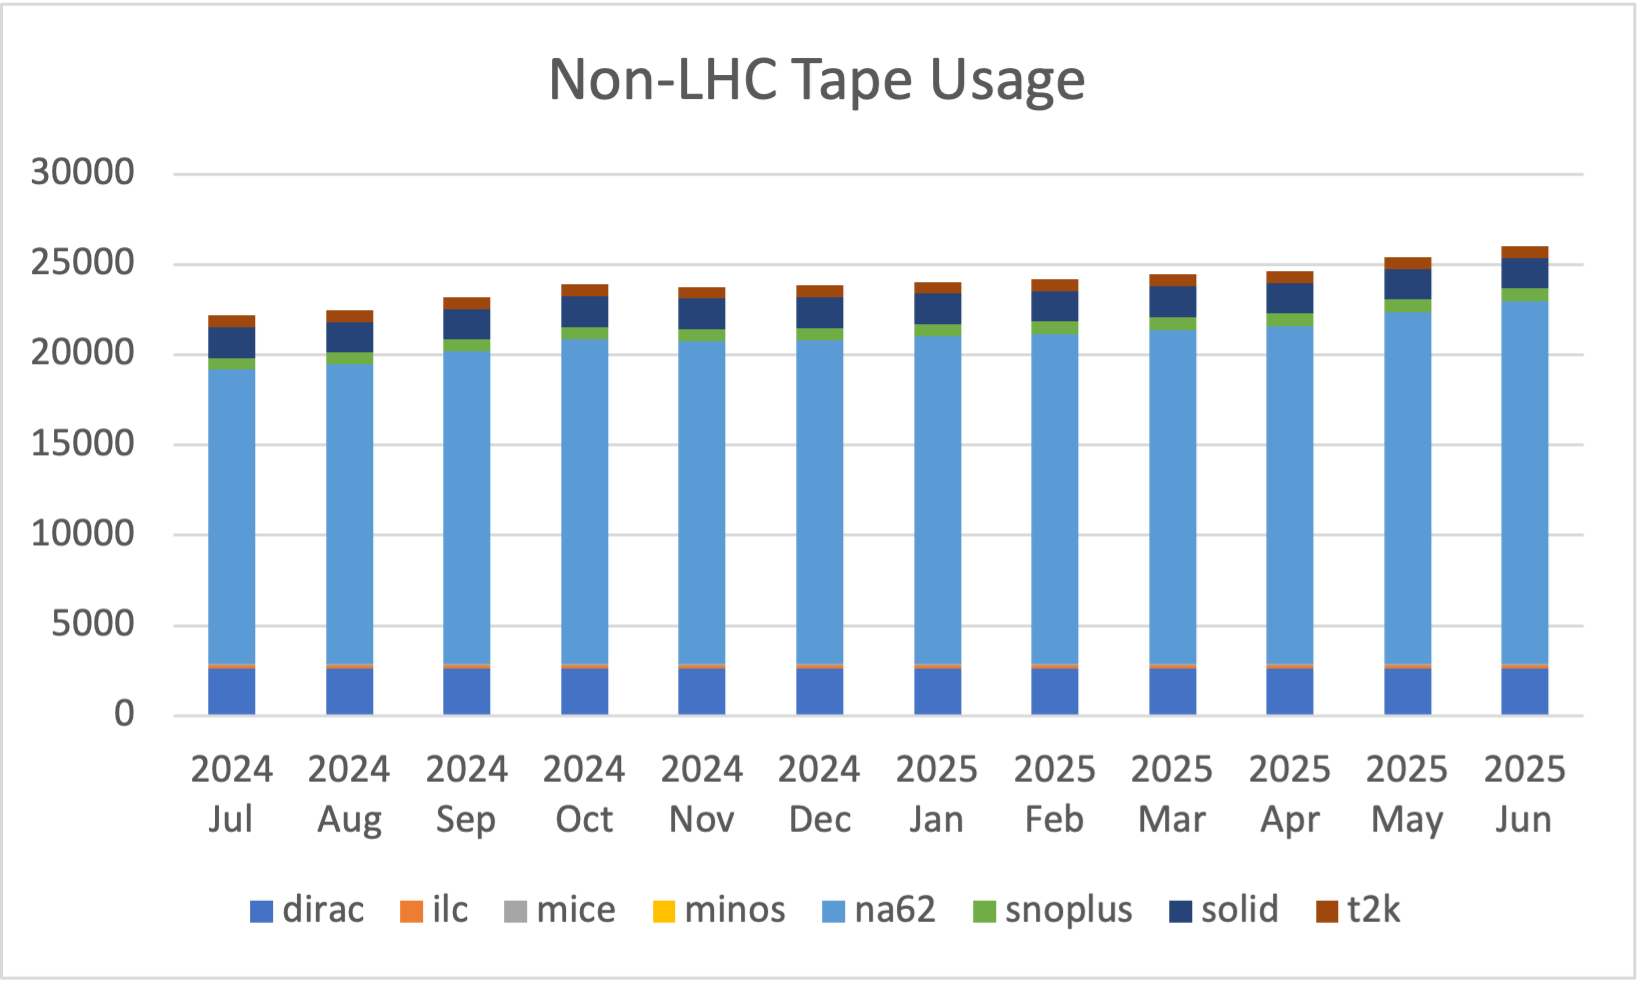 Non-LHC Tape Usage
30000
25000
20000
15000
10000
5000
0
2024 2024 2024 2024 2024 2024 2025 2025 2025 2025 2025 2025
Jul Aug Sep Oct Nov Dec Jan Feb Mar Apr May Jun
dirac ilc mice minos na62 snoplus solid t2k